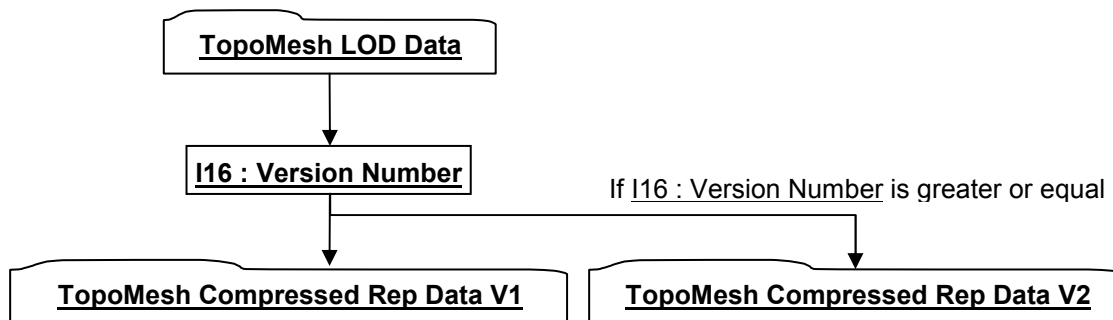 TopoMesh LOD Data
I16 : Version Number
If I16 : Version Number is greater or equal
TopoMesh Compressed Rep Data V1
TopoMesh Compressed Rep Data V2